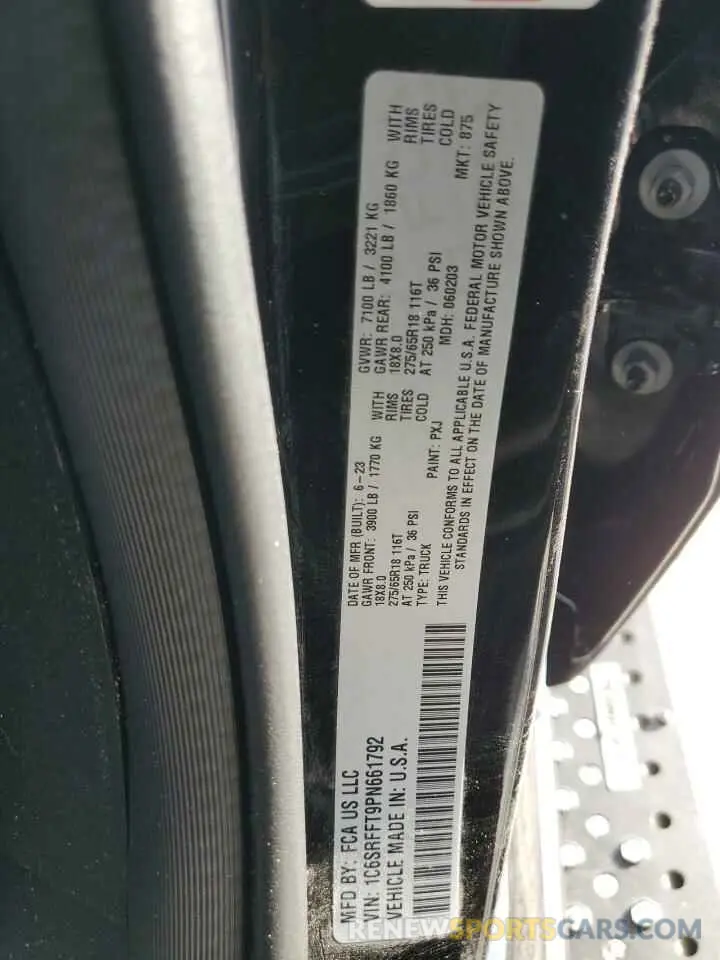 MFD BY: FCA US LLC
VIN: 1C6SRFFT9PN661792
VEHICLE MADE IN: U.S.A.
DATE OF MFR (BUILT): 6-23
GAWR FRONT: 3900 LB / 1770 KG WITH
18X8.0 RIMS
275/65R18 116T TIRES
AT 250 kPa / 36 PSI COLD
TYPE: TRUCK PAINT: PXJ
GVWR: 7100 LB / 3221 KG
GAWR REAR: 4100 LB / 1860 KG WITH
18X8.0 RIMS
275/65R18 116T TIRES
AT 250 kPa / 36 PSI COLD
MDH: 060203 MKT: 875
THIS VEHICLE CONFORMS TO ALL APPLICABLE U.S.A. FEDERAL MOTOR VEHICLE SAFETY
STANDARDS IN EFFECT ON THE DATE OF MANUFACTURE SHOWN ABOVE.
RENEWSPORTSCARS.COM